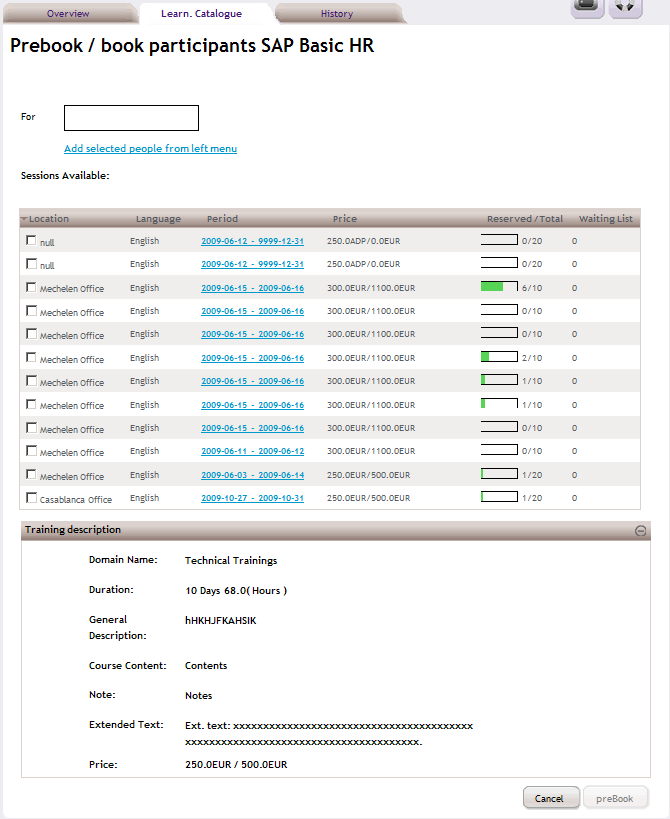 Overview Learn. Catalogue History
Prebook / book participants SAP Basic HR
For
Add selected people from left menu
Sessions Available:
Location Language Period Price Reserved/Total Waiting List
null English 2009-06-12 - 9999-12-31 250.0ADP/0.0EUR 0/20 0
null English 2009-06-12 - 9999-12-31 250.0ADP/0.0EUR 0/20 0
Mechelen Office English 2009-06-15 - 2009-06-16 300.0EUR/1100.0EUR 6/10 0
Mechelen Office English 2009-06-15 - 2009-06-16 300.0EUR/1100.0EUR 0/10 0
Mechelen Office English 2009-06-15 - 2009-06-16 300.0EUR/1100.0EUR 0/10 0
Mechelen Office English 2009-06-15 - 2009-06-16 300.0EUR/1100.0EUR 2/10 0
Mechelen Office English 2009-06-15 - 2009-06-16 300.0EUR/1100.0EUR 1/10 0
Mechelen Office English 2009-06-15 - 2009-06-16 300.0EUR/1100.0EUR 1/10 0
Mechelen Office English 2009-06-15 - 2009-06-16 300.0EUR/1100.0EUR 0/10 0
Mechelen Office English 2009-06-11 - 2009-06-12 300.0EUR/1100.0EUR 0/10 0
Mechelen Office English 2009-06-03 - 2009-06-14 250.0EUR/500.0EUR 1/20 0
Casablanca Office English 2009-10-27 - 2009-10-31 250.0EUR/500.0EUR 1/20 0
Training description
Domain Name: Technical Trainings
Duration: 10 Days 68.0( Hours )
General hHKHJFKAHSIK
Description:
Course Content: Contents
Note: Notes
Extended Text: Ext. text: xxxxxxxxxxxxxxxxxxxxxxxxxxxxxxxxxxxxxxxx
xxxxxxxxxxxxxxxxxxxxxxxxxxxxxxxxxxxxxxx.
Price: 250.0EUR / 500.0EUR
Cancel preBook